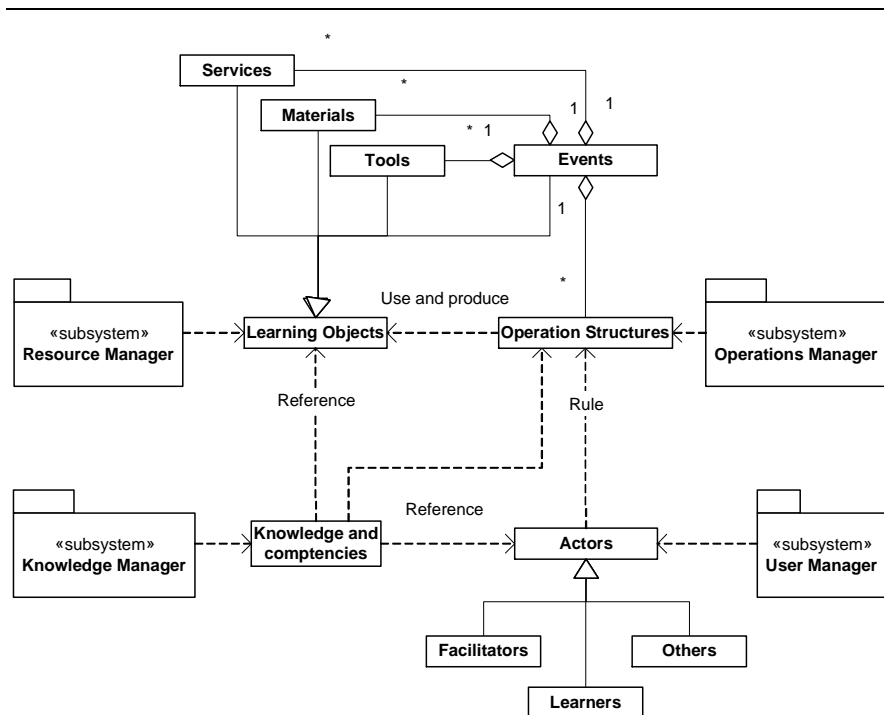 *
Services
*
Materials
1
1
* 1
Tools
Events
1
*
Use and produce
«subsystem»
Resource Manager
Learning Objects
Operation Structures
«subsystem»
Operations Manager
Reference
Rule
Reference
«subsystem»
Knowledge Manager
Knowledge and
comptencies
Actors
«subsystem»
User Manager
Facilitators
Others
Learners